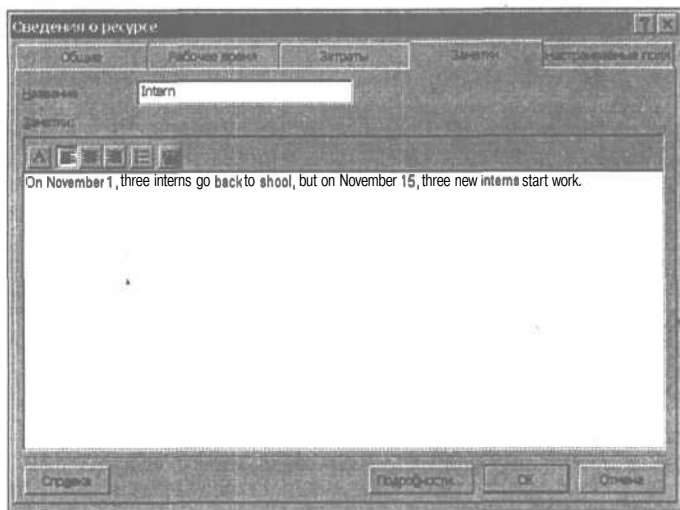 Сведения о ресурсе
Общие Рабочее время Затраты Заметки Настраиваемые поля
Название Intern
Заметки:
On November 1, three interns go back to shool, but on November 15, three new interns start work.
Справка Подробности... ОК Отмена